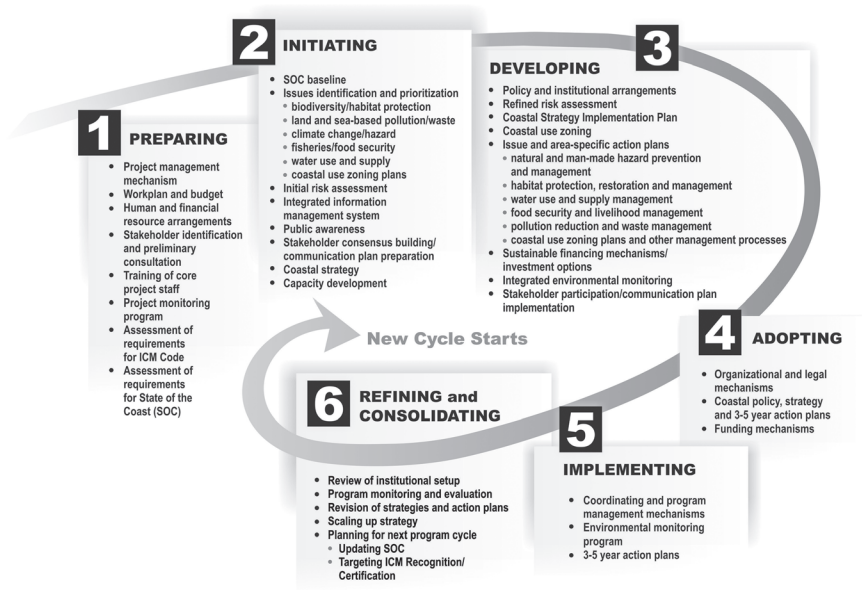 1 PREPARING
• Project management
mechanism
• Workplan and budget
• Human and financial
resource arrangements
• Stakeholder identification
and preliminary
consultation
• Training of core
project staff
• Project monitoring
program
• Assessment of
requirements
for ICM Code
• Assessment of
requirements
for State of the
Coast (SOC)
2 INITIATING
• SOC baseline
• Issues identification and prioritization
• biodiversity/habitat protection
• land and sea-based pollution/waste
• climate change/hazard
• fisheries/food security
• water use and supply
• coastal use zoning plans
• Initial risk assessment
• Integrated information
management system
• Public awareness
• Stakeholder consensus building/
communication plan preparation
• Coastal strategy
• Capacity development
3
DEVELOPING
• Policy and institutional arrangements
• Refined risk assessment
• Coastal Strategy Implementation Plan
• Coastal use zoning
• Issue and area-specific action plans
• natural and man-made hazard prevention
and management
• habitat protection, restoration and management
• water use and supply management
• food security and livelihood management
• pollution reduction and waste management
• coastal use zoning plans and other management processes
• Sustainable financing mechanisms/
investment options
• Integrated environmental monitoring
• Stakeholder participation/communication plan
implementation
4 ADOPTING
• Organizational and legal
mechanisms
• Coastal policy, strategy
and 3-5 year action plans
• Funding mechanisms
5
IMPLEMENTING
• Coordinating and program
management mechanisms
• Environmental monitoring
program
• 3-5 year action plans
6 REFINING and
CONSOLIDATING
• Review of institutional setup
• Program monitoring and evaluation
• Revision of strategies and action plans
• Scaling up strategy
• Planning for next program cycle
• Updating SOC
• Targeting ICM Recognition/
Certification
New Cycle Starts